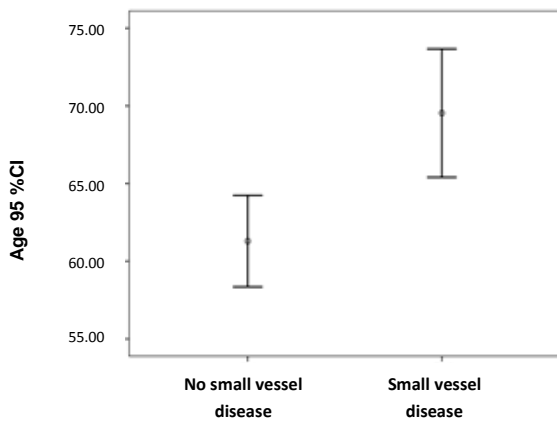 75.00
70.00
65.00
60.00
55.00
Age 95 %CI
No small vessel
disease
Small vessel
disease